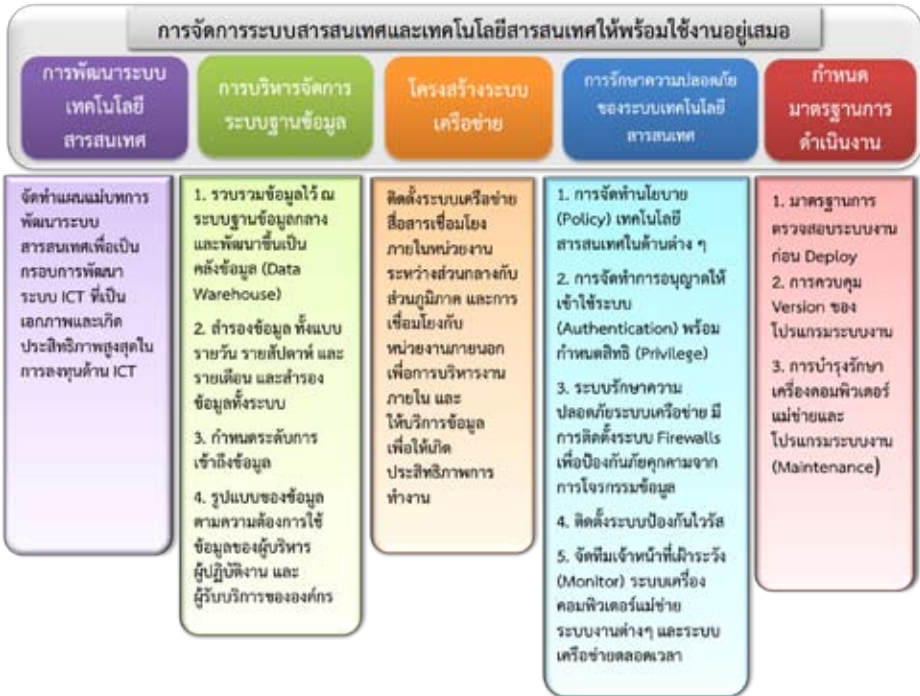 การจัดการระบบสารสนเทศและเทคโนโลยีสารสนเทศให้พร้อมใช้งานอยู่เสมอ
การพัฒนาระบบ
เทคโนโลยี
สารสนเทศ
จัดทำแผนแม่บทการ
พัฒนาระบบ
สารสนเทศเพื่อเป็น
กรอบการพัฒนา
ระบบ ICT ที่เป็น
เอกภาพและเกิด
ประสิทธิภาพสูงสุดใน
การลงทุนด้าน ICT
การบริหารจัดการ
ระบบฐานข้อมูล
1. รวบรวมข้อมูลไว้ ณ
ระบบฐานข้อมูลกลาง
และพัฒนาขึ้นเป็น
คลังข้อมูล (Data
Warehouse)
2. สำรองข้อมูล ทั้งแบบ
รายวัน รายสัปดาห์ และ
รายเดือน และสำรอง
ข้อมูลทั้งระบบ
3. กำหนดระดับการ
เข้าถึงข้อมูล
4. รูปแบบของข้อมูล
ตามความต้องการใช้
ข้อมูลของผู้บริหาร
ผู้ปฏิบัติงาน และ
ผู้รับบริการขององค์กร
โครงสร้างระบบ
เครือข่าย
ติดตั้งระบบเครือข่าย
สื่อสารเชื่อมโยง
ภายในหน่วยงาน
ระหว่างส่วนกลางกับ
ส่วนภูมิภาค และการ
เชื่อมโยงกับ
หน่วยงานภายนอก
เพื่อการบริหารงาน
ภายใน และ
ให้บริการข้อมูล
เพื่อให้เกิด
ประสิทธิภาพการ
ทำงาน
การรักษาความปลอดภัย
ของระบบเทคโนโลยี
สารสนเทศ
1. การจัดทำนโยบาย
(Policy) เทคโนโลยี
สารสนเทศในด้านต่าง ๆ
2. การจัดทำการอนุญาตให้
เข้าใช้ระบบ
(Authentication) พร้อม
กำหนดสิทธิ (Privilege)
3. ระบบรักษาความ
ปลอดภัยระบบเครือข่าย มี
การติดตั้งระบบ Firewalls
เพื่อป้องกันภัยคุกคามจาก
การโจรกรรมข้อมูล
4. ติดตั้งระบบป้องกันไวรัส
5. จัดทีมเจ้าหน้าที่เฝ้าระวัง
(Monitor) ระบบเครื่อง
คอมพิวเตอร์แม่ข่าย
ระบบงานต่างๆ และระบบ
เครือข่ายตลอดเวลา
กำหนด
มาตรฐานการ
ดำเนินงาน
1. มาตรฐานการ
ตรวจสอบระบบงาน
ก่อน Deploy
2. การควบคุม
Version ของ
โปรแกรมระบบงาน
3. การบำรุงรักษา
เครื่องคอมพิวเตอร์
แม่ข่ายและ
โปรแกรมระบบงาน
(Maintenance)